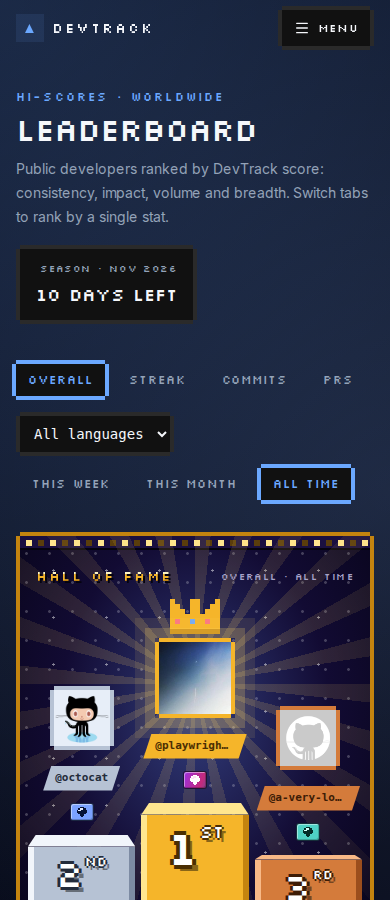 DEVTRACK
MENU
HI-SCORES · WORLDWIDE
LEADERBOARD
Public developers ranked by DevTrack score:
consistency, impact, volume and breadth. Switch tabs
to rank by a single stat.
SEASON · NOV 2026
10 DAYS LEFT
OVERALL STREAK COMMITS PRS
All languages
THIS WEEK THIS MONTH ALL TIME
HALL OF FAME OVERALL · ALL TIME
@playwrigh…
@octocat
@a-very-lo…
1ST
2ND
3RD